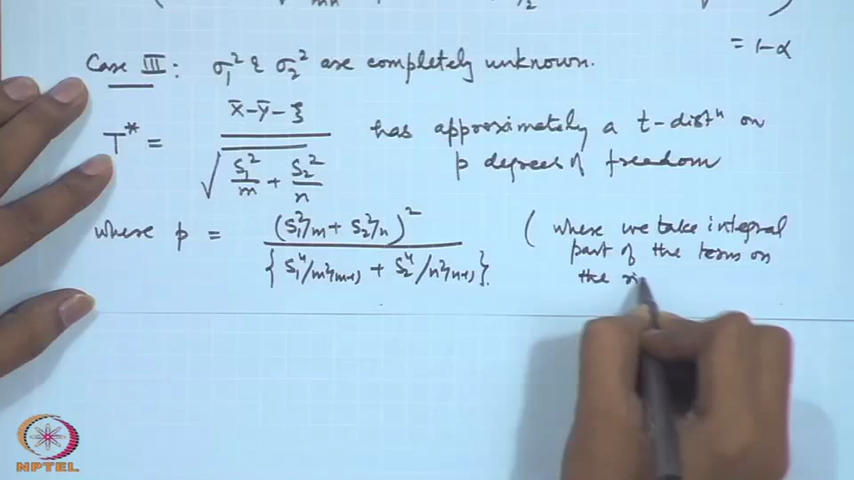 = 1-α
Case III: σ₁² & σ₂² are completely unknown.
T* = (x̄ - ȳ - ξ) / √(S₁²/m + S₂²/n) has approximately a t-distⁿ on
p degrees of freedom
where p = (S₁²/m + S₂²/n)² / {S₁⁴/m²(m+1) + S₂⁴/n²(n+1)}. (where we take integral
part of the term on
the
NPTEL